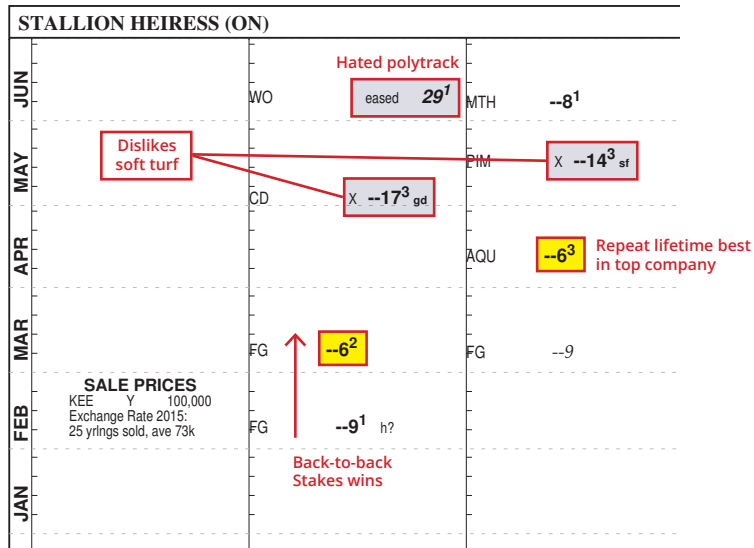 STALLION HEIRESS (ON)
Hated polytrack
JUN
WO eased 29¹
MTH --8¹
Dislikes
soft turf
MAY
PIM X --14³ sf
CD X --17³ gd
APR
AQU --6³
Repeat lifetime best
in top company
MAR
FG --6²
FG --9
SALE PRICES
KEE Y 100,000
Exchange Rate 2015:
25 yrlngs sold, ave 73k
FEB
FG --9¹ h?
Back-to-back
Stakes wins
JAN